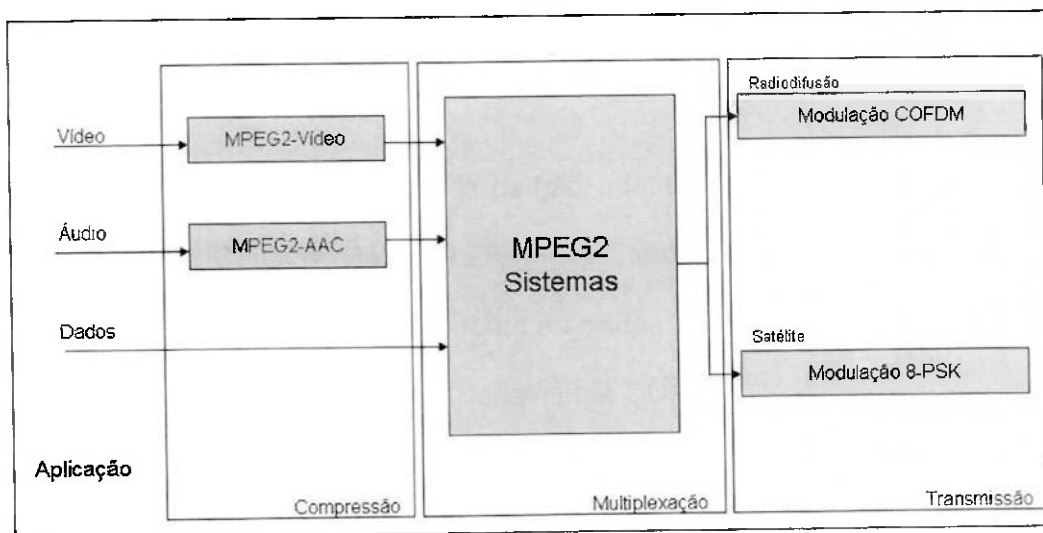 Vídeo
MPEG2-Vídeo
Áudio
MPEG2-AAC
Dados
Aplicação
Compressão
MPEG2
Sistemas
Multiplexação
Radiodifusão
Modulação COFDM
Satélite
Modulação 8-PSK
Transmissão